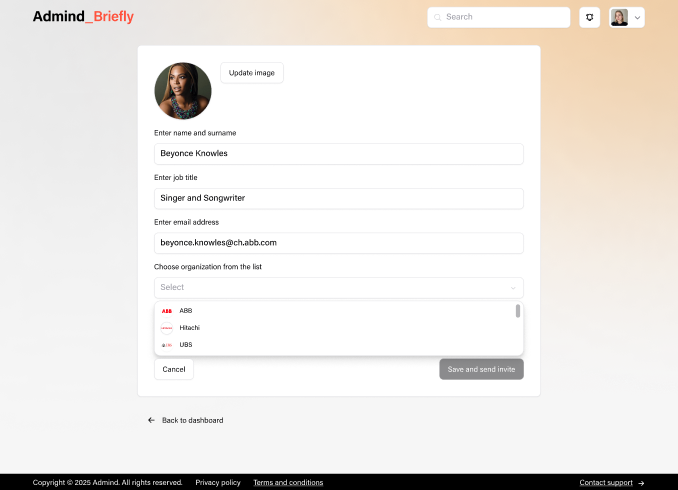 Admind_Briefly
Search
Update image
Enter name and surname
Beyonce Knowles
Enter job title
Singer and Songwriter
Enter email address
beyonce.knowles@ch.abb.com
Choose organization from the list
Select
ABB ABB
Hitachi
UBS
Cancel
Save and send invite
Back to dashboard
Copyright © 2025 Admind. All rights reserved. Privacy policy Terms and conditions Contact support